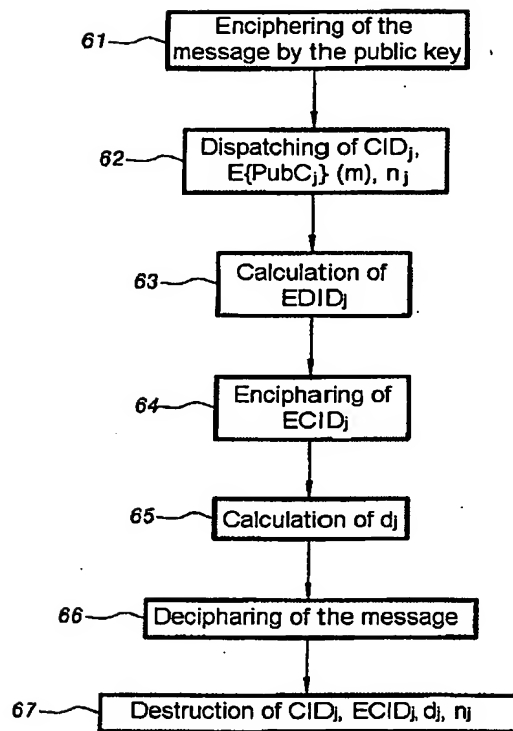 61
Enciphering of the
message by the public key
62
Dispatching of CIDj,
E{PubCj} (m), nj
63
Calculation of
EDIDj
64
Encipharing of
ECIDj
65
Calculation of dj
66
Decipharing of the message
67
Destruction of CIDj, ECIDj, dj, nj